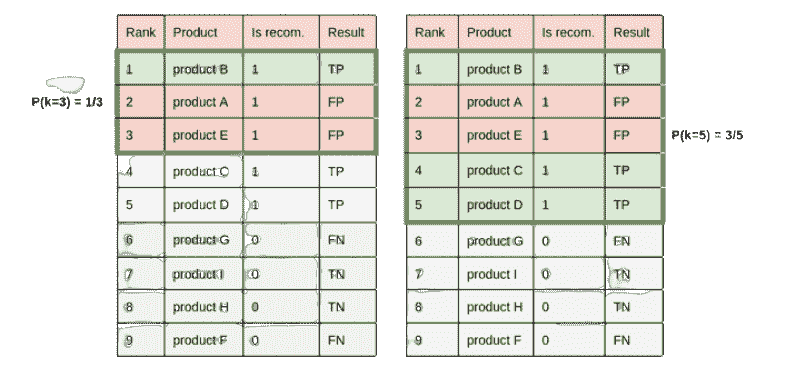 Rank Product Is recom. Result
1 product B 1 TP
2 product A 1 FP
3 product E 1 FP
4 product C 1 TP
5 product D 1 TP
6 product G 0 FN
7 product I 0 TN
8 product H 0 TN
9 product F 0 FN
P(k=3) = 1/3
Rank Product Is recom. Result
1 product B 1 TP
2 product A 1 FP
3 product E 1 FP
4 product C 1 TP
5 product D 1 TP
6 product G 0 FN
7 product I 0 TN
8 product H 0 TN
9 product F 0 FN
P(k=5) = 3/5